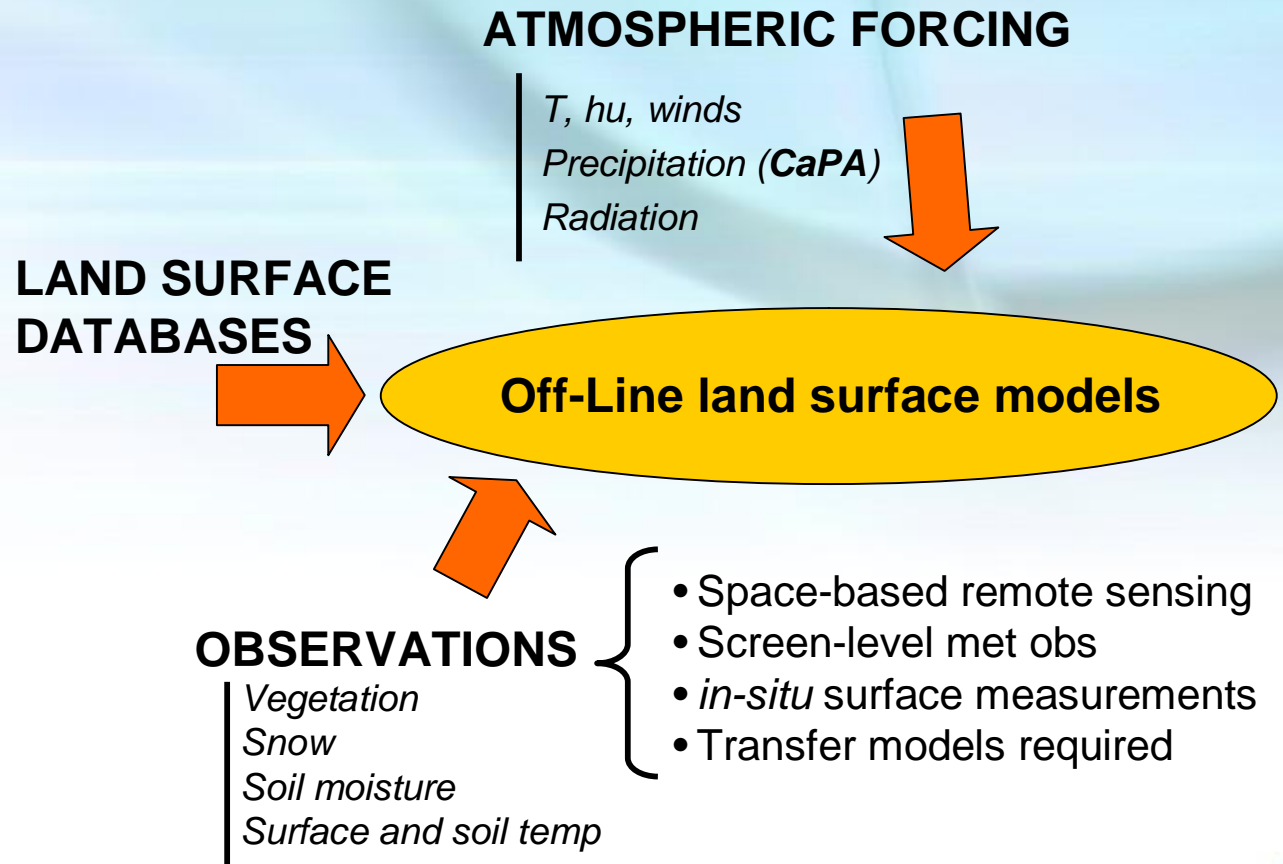 ATMOSPHERIC FORCING
T, hu, winds
Precipitation (CaPA)
Radiation
LAND SURFACE
DATABASES
Off-Line land surface models
OBSERVATIONS
Vegetation
Snow
Soil moisture
Surface and soil temp
• Space-based remote sensing
• Screen-level met obs
• in-situ surface measurements
• Transfer models required